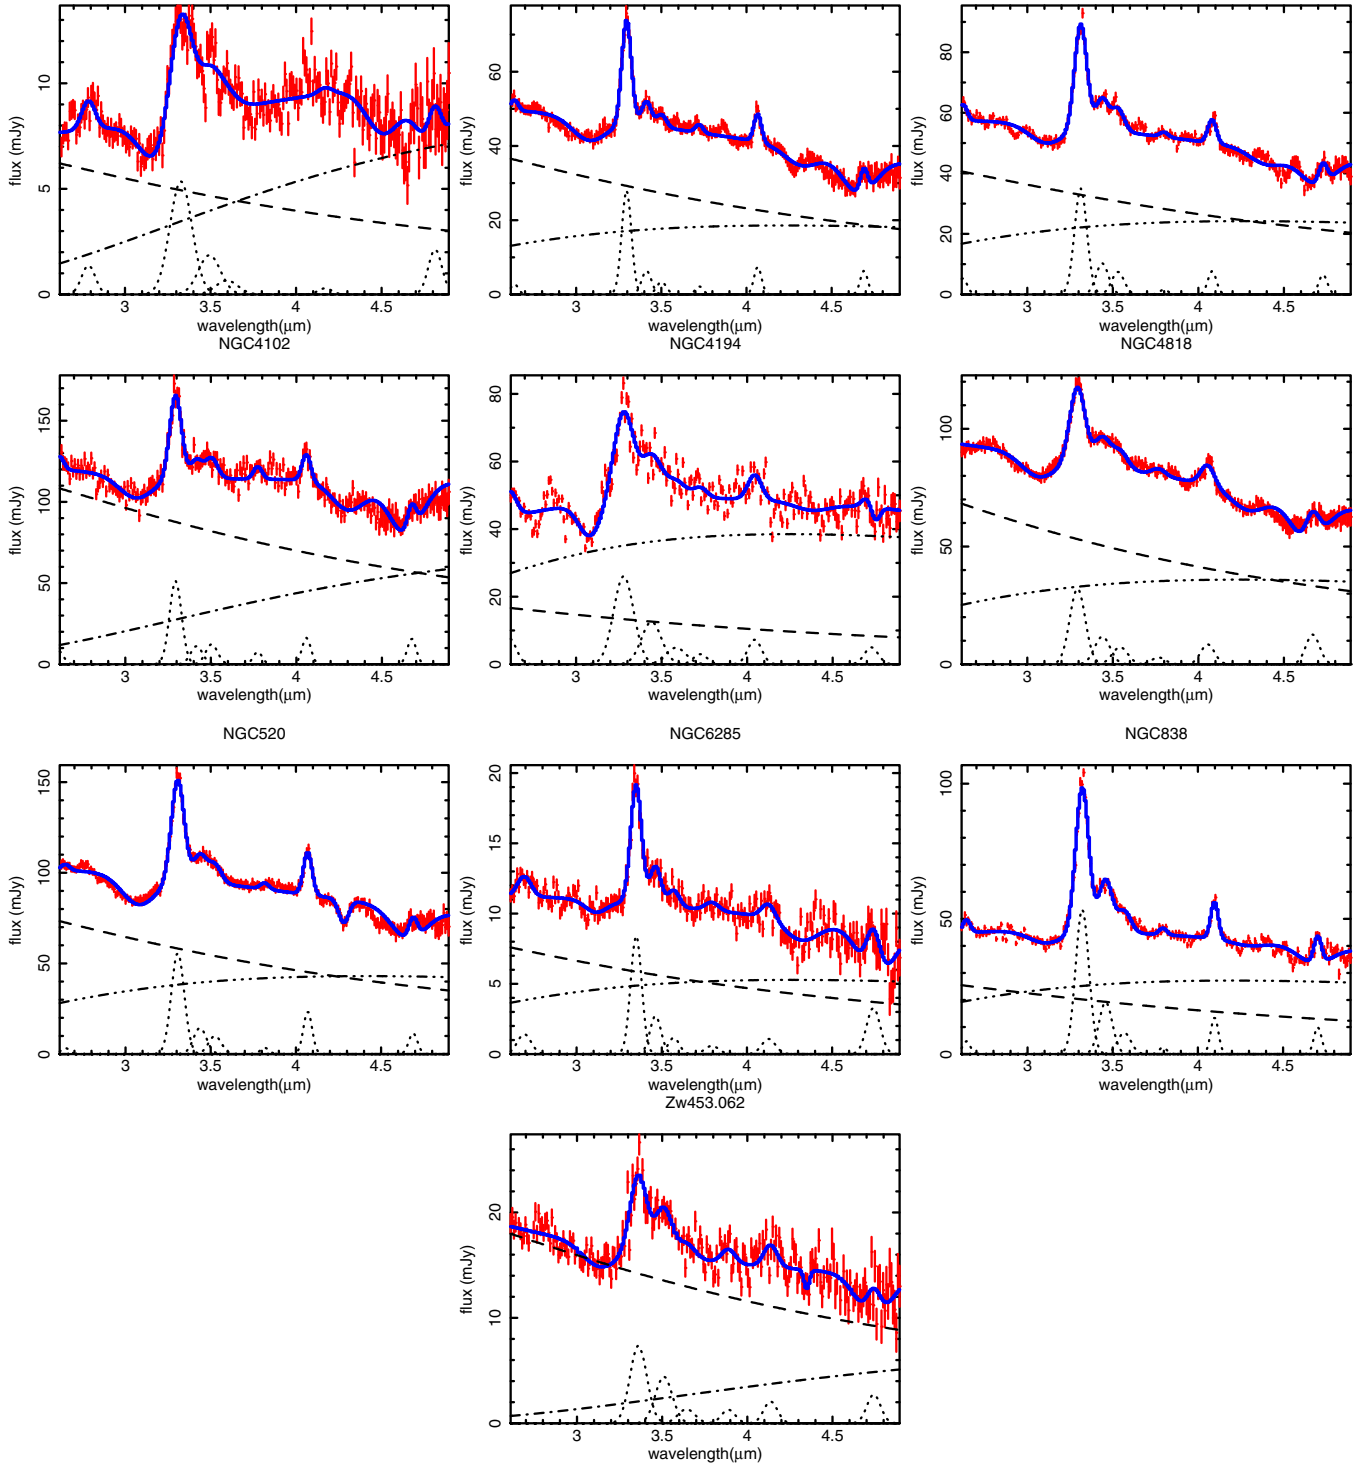 flux (mJy)
0 5 10
3 3.5 4 4.5
wavelength(μm)
flux (mJy)
0 20 40 60
3 3.5 4 4.5
wavelength(μm)
flux (mJy)
0 20 40 60 80
3 3.5 4 4.5
wavelength(μm)
NGC4102
NGC4194
NGC4818
flux (mJy)
0 50 100 150
3 3.5 4 4.5
wavelength(μm)
flux (mJy)
0 20 40 60 80
3 3.5 4 4.5
wavelength(μm)
flux (mJy)
0 50 100
3 3.5 4 4.5
wavelength(μm)
NGC520
NGC6285
NGC838
flux (mJy)
0 50 100 150
3 3.5 4 4.5
wavelength(μm)
flux (mJy)
0 5 10 15 20
3 3.5 4 4.5
wavelength(μm)
flux (mJy)
0 50 100
3 3.5 4 4.5
wavelength(μm)
Zw453.062
flux (mJy)
0 10 20
3 3.5 4 4.5
wavelength(μm)